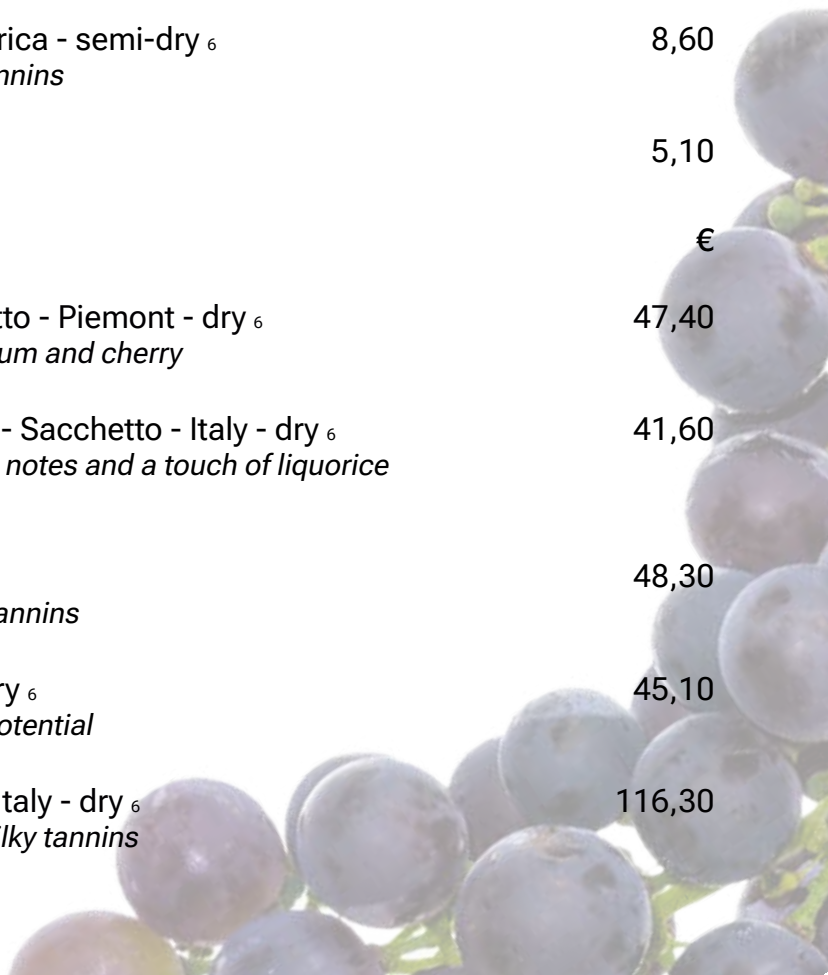 rica - semi-dry 6 8,60
nnins
5,10
€
tto - Piemont - dry 6 47,40
um and cherry
- Sacchetto - Italy - dry 6 41,60
notes and a touch of liquorice
48,30
annins
ry 6 45,10
otential
taly - dry 6 116,30
lky tannins